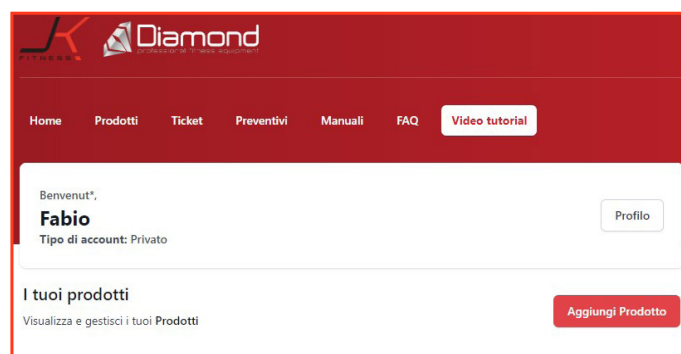 JK
FITNESS
Diamond
professional fitness equipment
Home Prodotti Ticket Preventivi Manuali FAQ Video tutorial
Benvenut*,
Fabio
Profilo
Tipo di account: Privato
I tuoi prodotti
Aggiungi Prodotto
Visualizza e gestisci i tuoi Prodotti